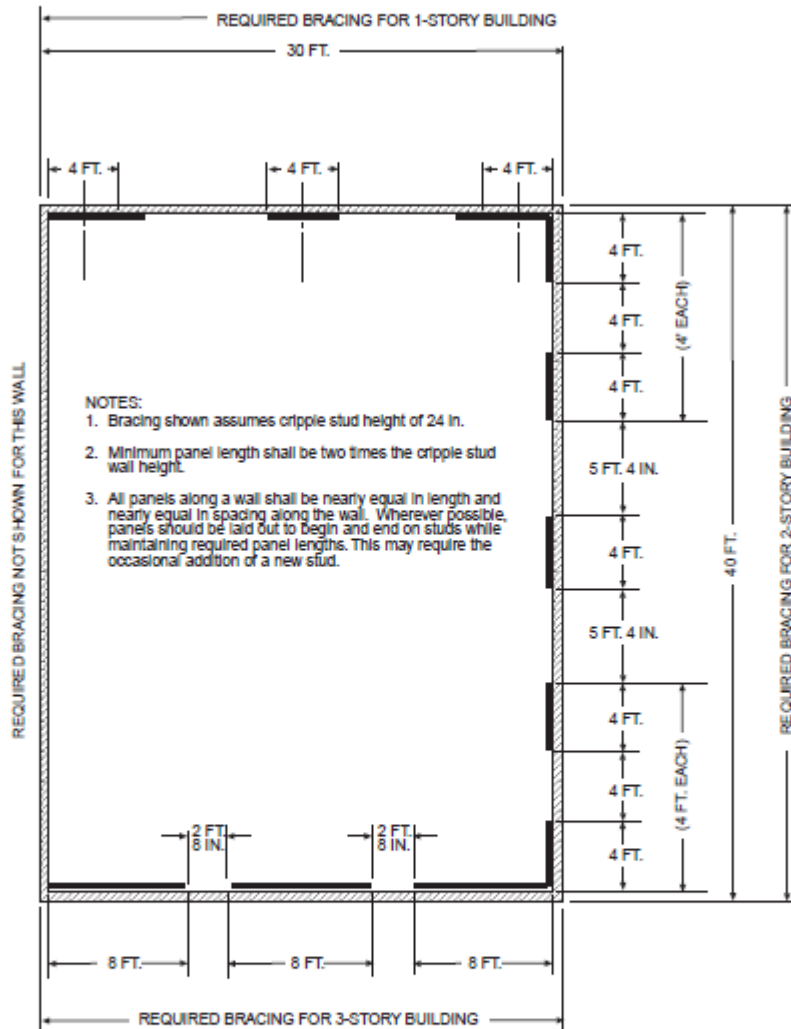 REQUIRED BRACING FOR 1-STORY BUILDING
30 FT.
4 FT.
4 FT.
4 FT.
4 FT.
4 FT.
4 FT.
(4' EACH)
5 FT. 4 IN.
4 FT.
5 FT. 4 IN.
4 FT.
4 FT.
4 FT.
(4 FT. EACH)
40 FT.
REQUIRED BRACING FOR 2-STORY BUILDING
REQUIRED BRACING NOT SHOWN FOR THIS WALL
NOTES:
1. Bracing shown assumes cripple stud height of 24 in.
2. Minimum panel length shall be two times the cripple stud
wall height.
3. All panels along a wall shall be nearly equal in length and
nearly equal in spacing along the wall. Wherever possible,
panels should be laid out to begin and end on studs while
maintaining required panel lengths. This may require the
occasional addition of a new stud.
2 FT.
8 IN.
2 FT.
8 IN.
8 FT.
8 FT.
8 FT.
REQUIRED BRACING FOR 3-STORY BUILDING